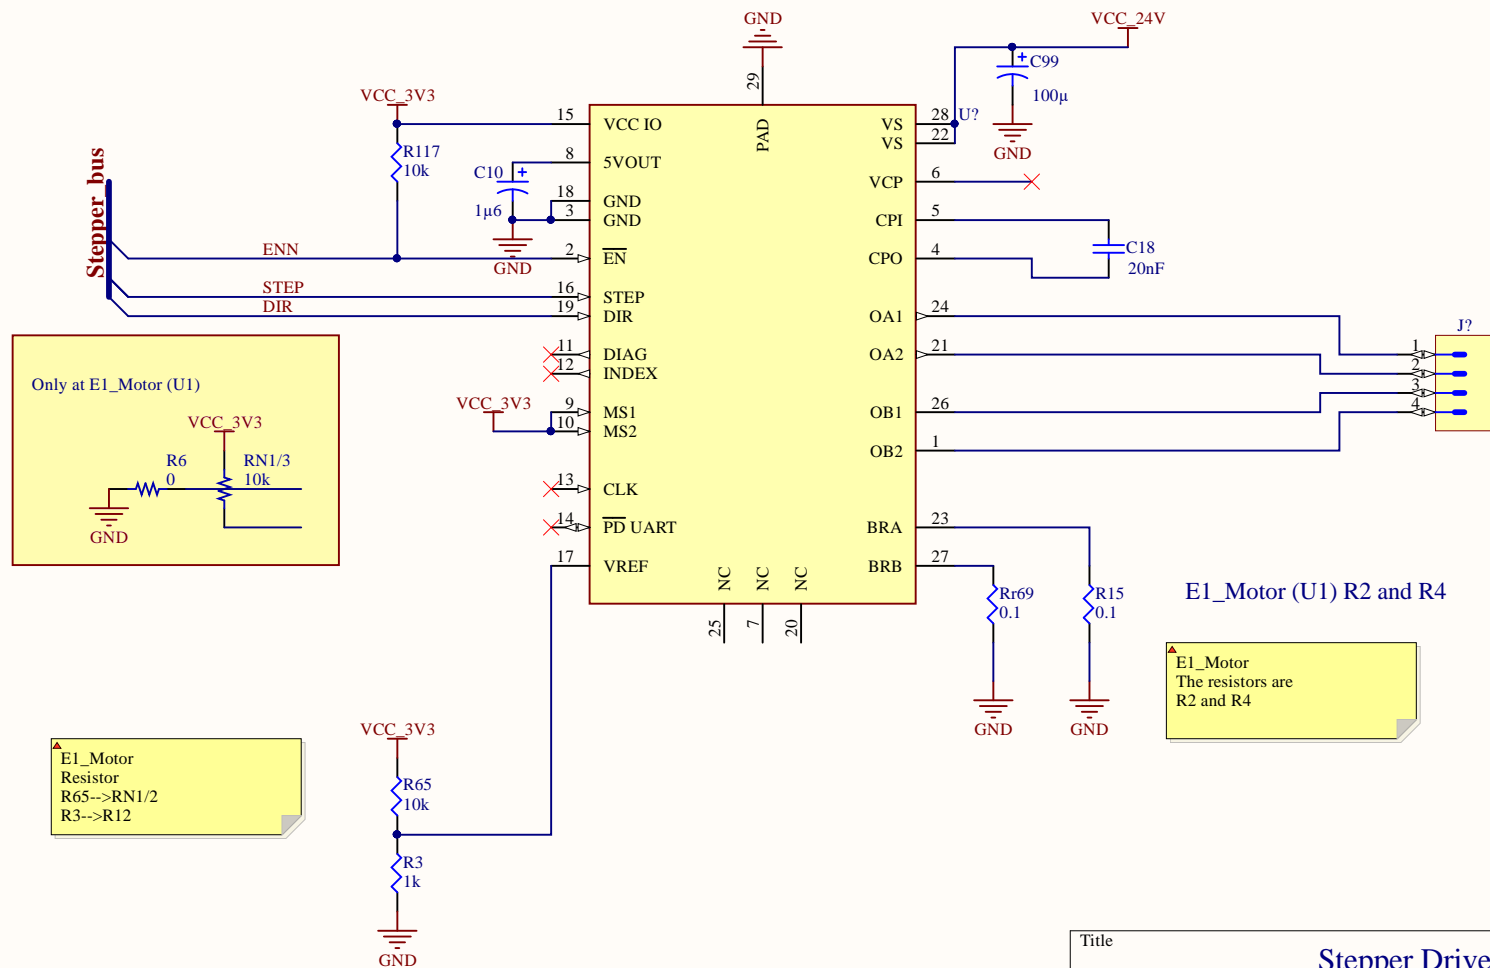 GND
VCC_24V
C99
100µ
GND
29
PAD
VCC_3V3
R117
10k
15
VCC IO
8
5VOUT
C10
1µ6
18
GND
3
GND
GND
Stepper_bus
ENN
2
EN
STEP
16
STEP
DIR
19
DIR
11
DIAG
12
INDEX
VCC_3V3
9
MS1
10
MS2
13
CLK
14
PD UART
17
VREF
28
VS
U?
22
VS
6
VCP
5
CPI
4
CPO
C18
20nF
24
OA1
21
OA2
26
OB1
1
OB2
23
BRA
27
BRB
NC
NC
NC
25
7
20
J?
1
2
3
4
Only at E1_Motor (U1)
VCC_3V3
R6
0
RN1/3
10k
GND
Rr69
0.1
R15
0.1
GND
GND
E1_Motor (U1) R2 and R4
E1_Motor
The resistors are
R2 and R4
E1_Motor
Resistor
R65-->RN1/2
R3-->R12
VCC_3V3
R65
10k
R3
1k
GND
Title
Stepper Drive